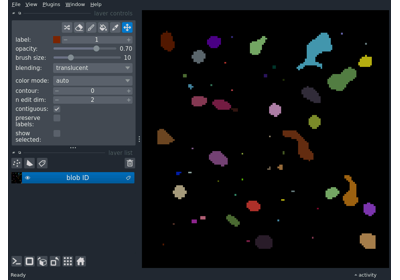 File View Plugins Window Help
layer controls
label: 1
opacity: 0.70
brush size: 10
blending: translucent
color mode: auto
contour: 0
n edit dim: 2
contiguous:
preserve
labels:
show
selected:
layer list
blob ID
Ready
activity